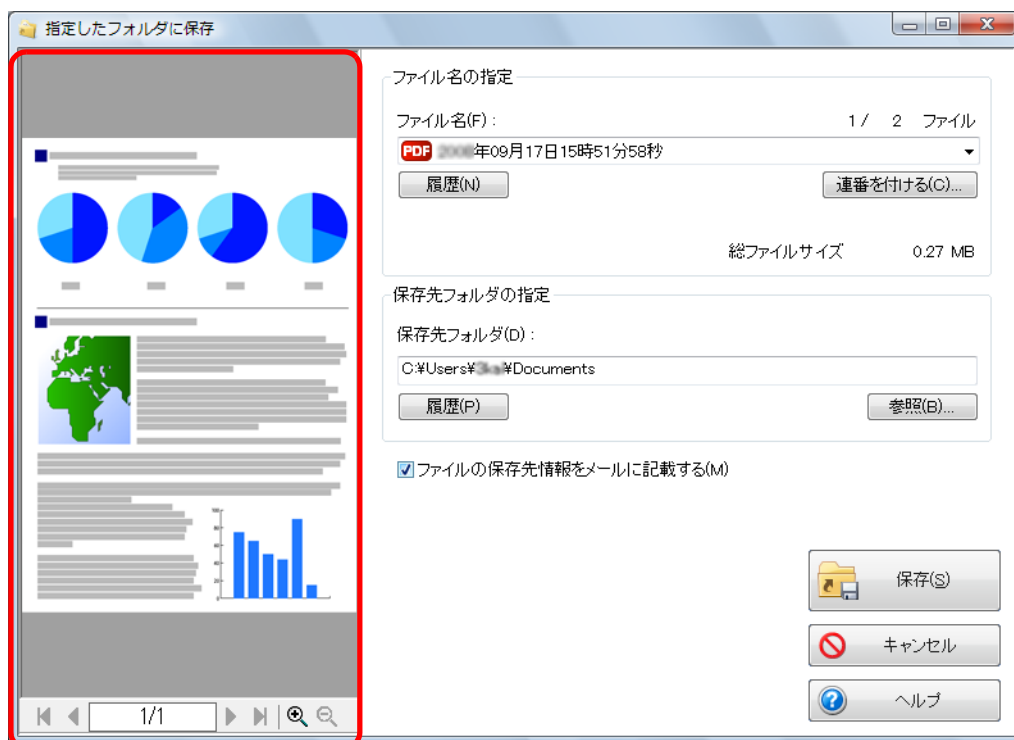 指定したフォルダに保存
ファイル名の指定
ファイル名(F):
1 / 2 ファイル
PDF 年09月17日15時51分58秒
履歴(N)
連番を付ける(C)...
総ファイルサイズ 0.27 MB
保存先フォルダの指定
保存先フォルダ(D):
C:¥Users¥ ¥Documents
履歴(P)
参照(B)...
ファイルの保存先情報をメールに記載する(M)
保存(S)
キャンセル
ヘルプ
100
80
60
40
20
1/1